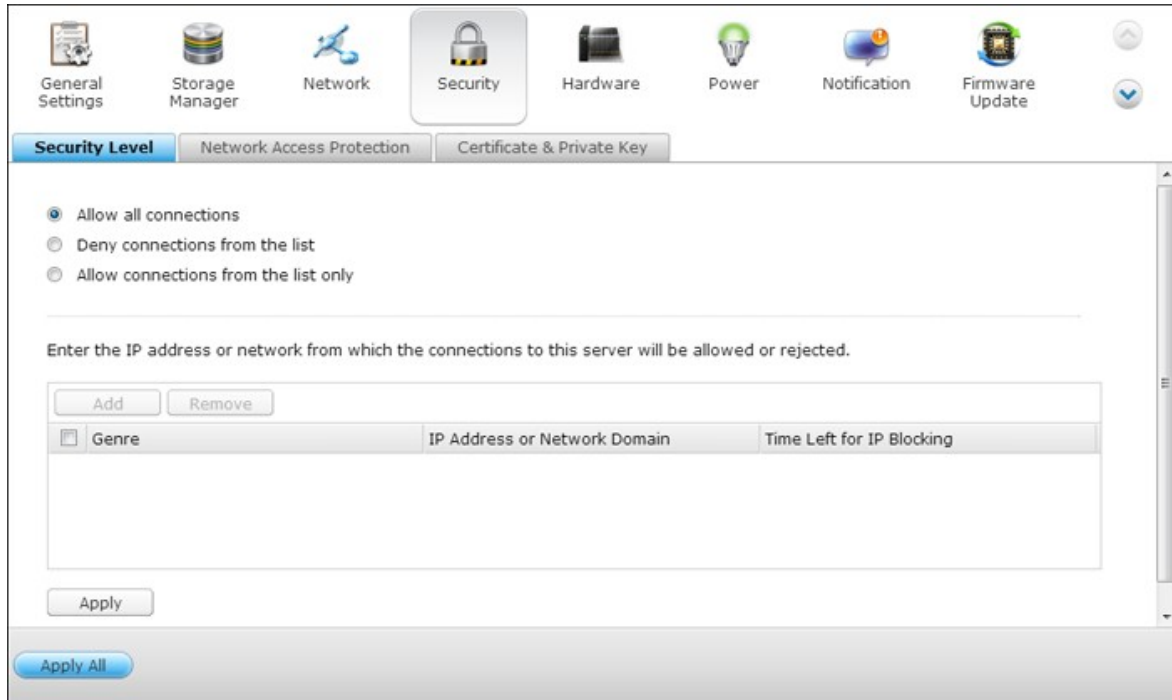 General Settings
Storage Manager
Network
Security
Hardware
Power
Notification
Firmware Update
Security Level
Network Access Protection
Certificate & Private Key
Allow all connections
Deny connections from the list
Allow connections from the list only
Enter the IP address or network from which the connections to this server will be allowed or rejected.
Add Remove
Genre IP Address or Network Domain Time Left for IP Blocking
Apply
Apply All